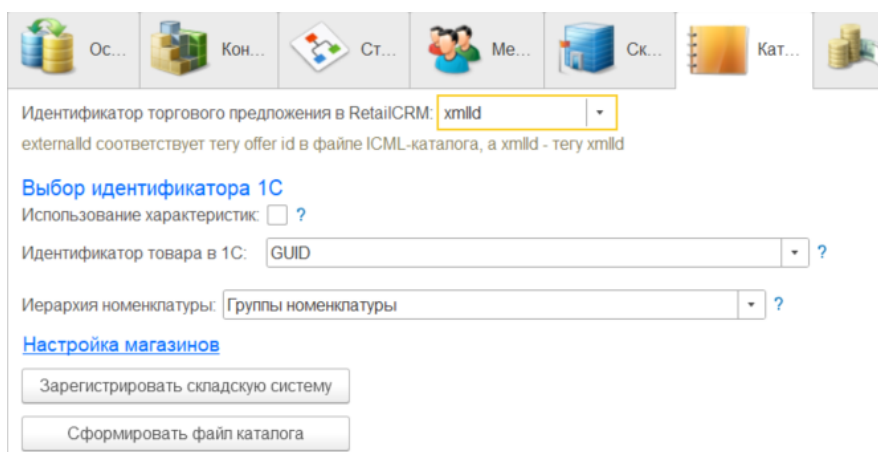 Ос... Кон... Ст... Ме... Ск... Кат...
Идентификатор торгового предложения в RetailCRM: xmlId
externalId соответствует тегу offer id в файле ICML-каталога, а xmlId - тегу xmlId
Выбор идентификатора 1С
Использование характеристик: ?
Идентификатор товара в 1С: GUID ?
Иерархия номенклатуры: Группы номенклатуры ?
Настройка магазинов
Зарегистрировать складскую систему
Сформировать файл каталога